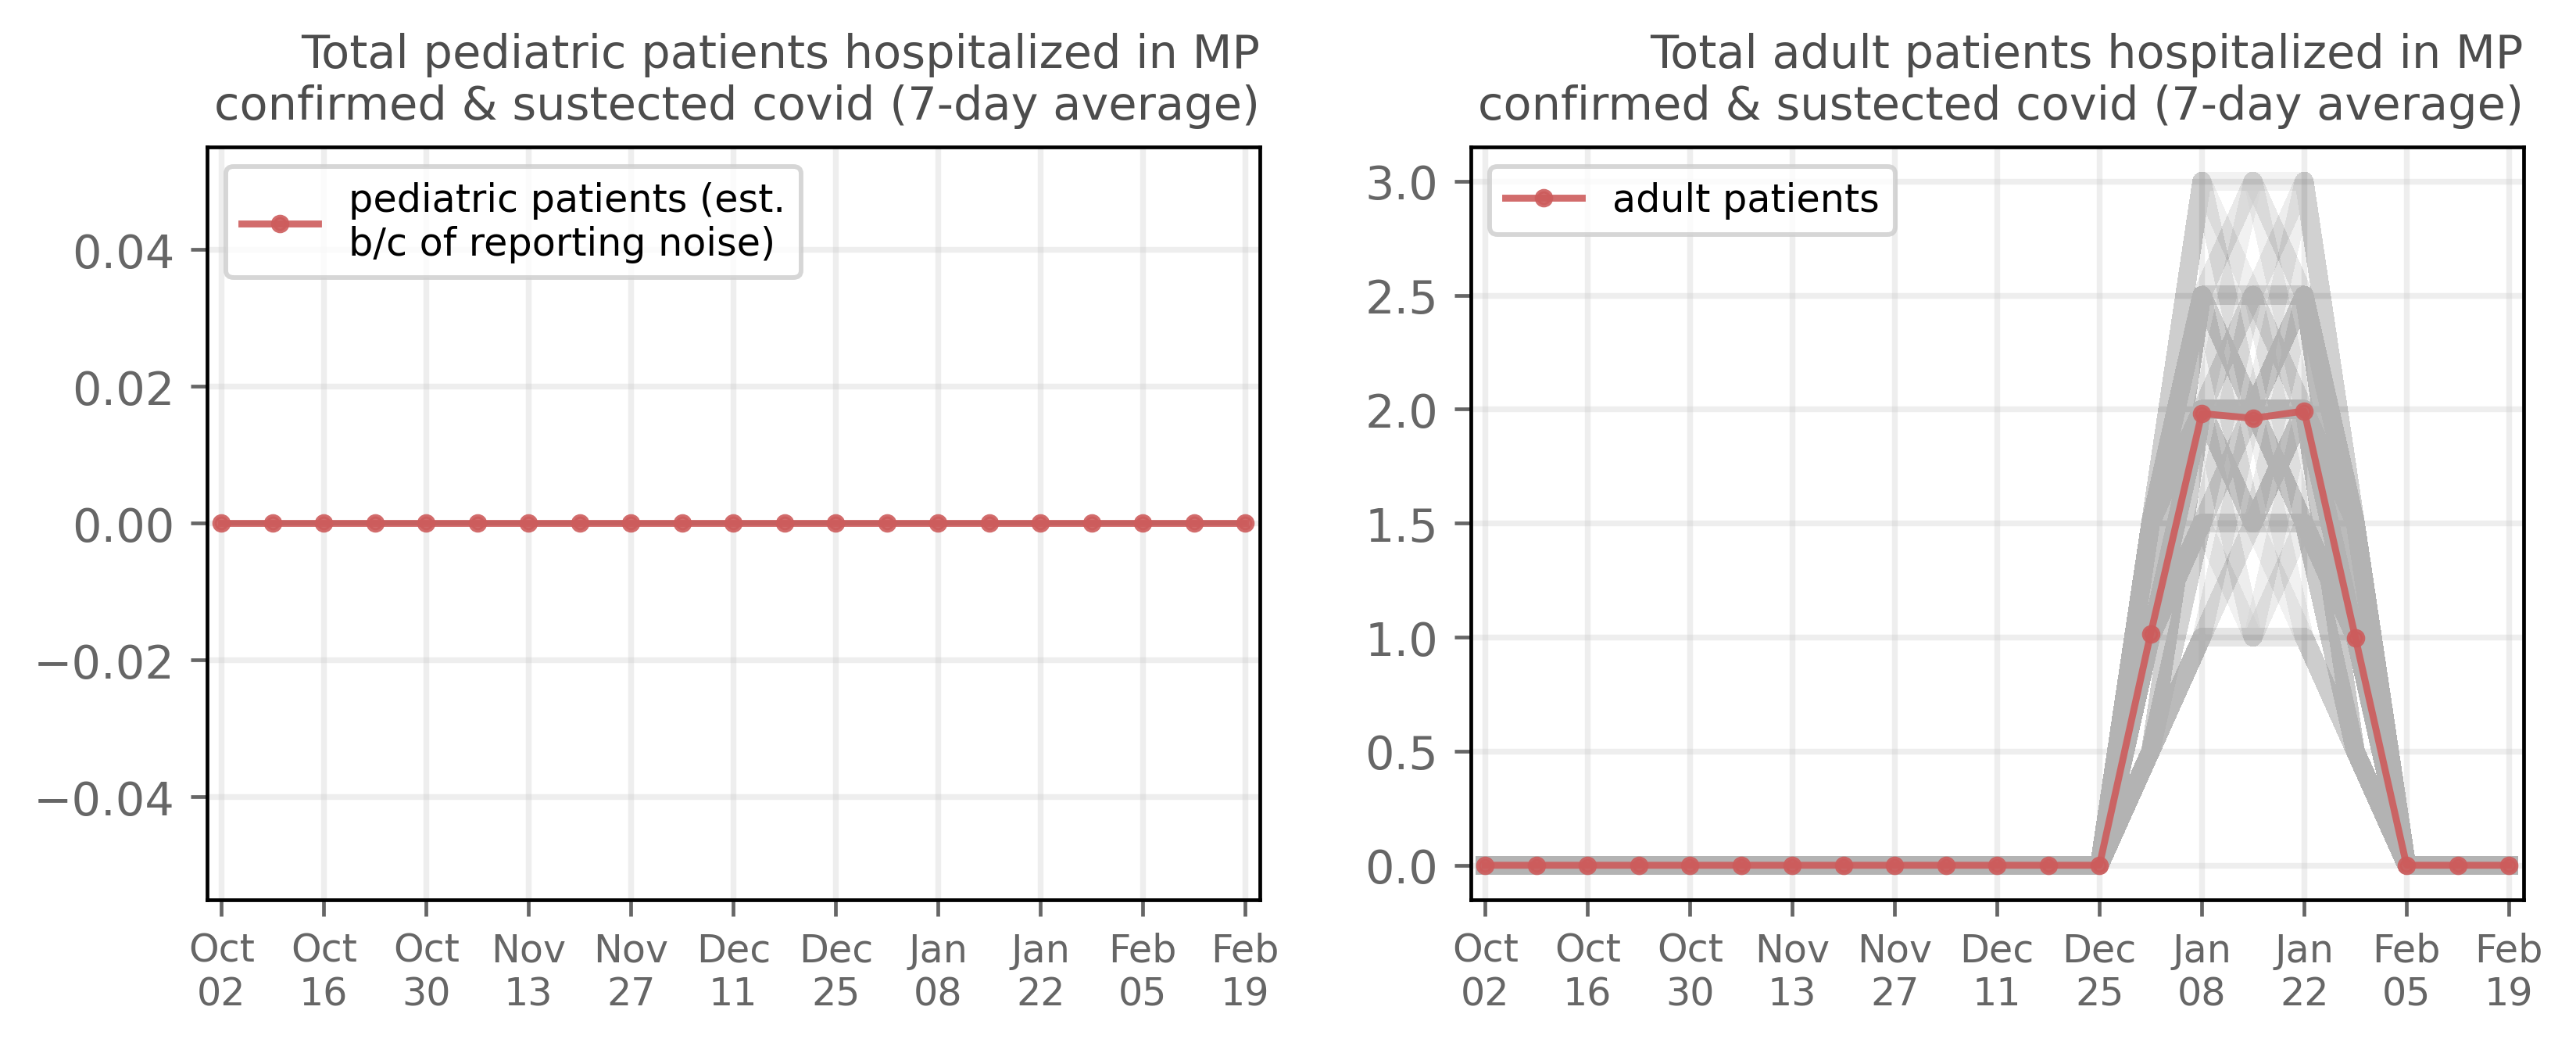 Total pediatric patients hospitalized in MP
confirmed & sustected covid (7-day average)
pediatric patients (est.
b/c of reporting noise)
0.04
0.02
0.00
−0.02
−0.04
Oct Oct Oct Nov Nov Dec Dec Jan Jan Feb Feb
02 16 30 13 27 11 25 08 22 05 19
Total adult patients hospitalized in MP
confirmed & sustected covid (7-day average)
adult patients
3.0
2.5
2.0
1.5
1.0
0.5
0.0
Oct Oct Oct Nov Nov Dec Dec Jan Jan Feb Feb
02 16 30 13 27 11 25 08 22 05 19